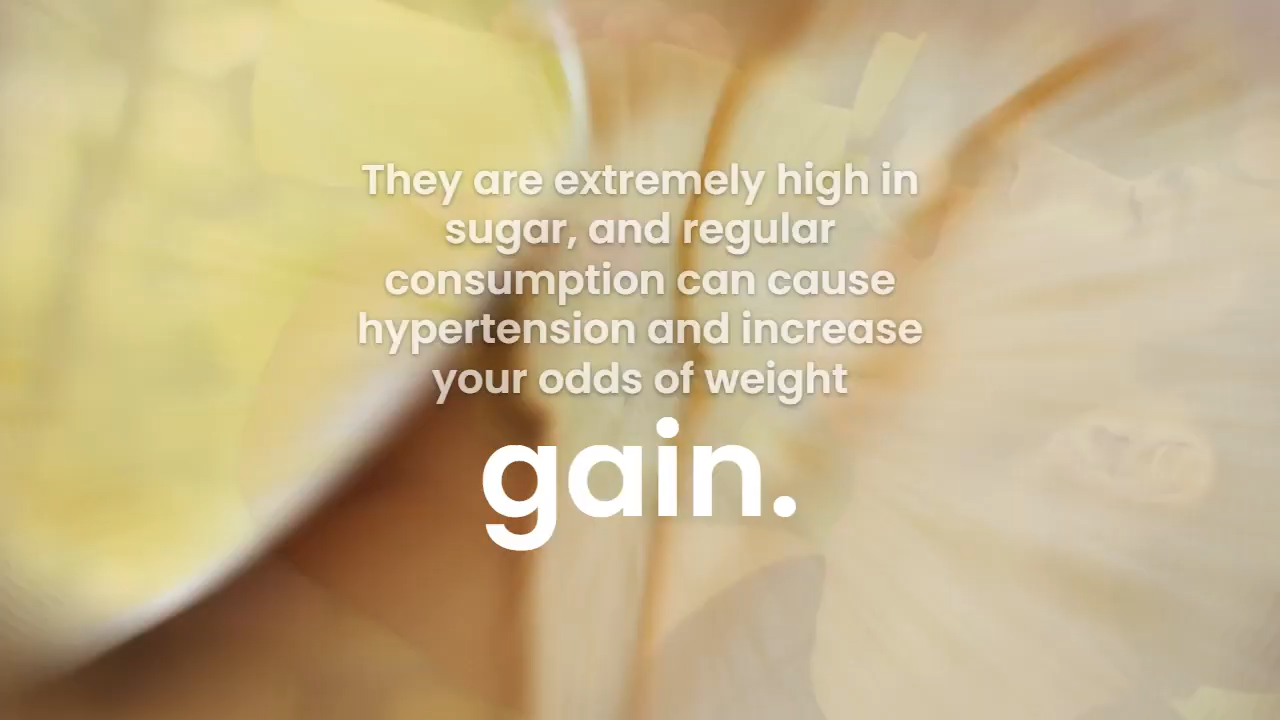 They are extremely high in
sugar, and regular
consumption can cause
hypertension and increase
your odds of weight
gain.